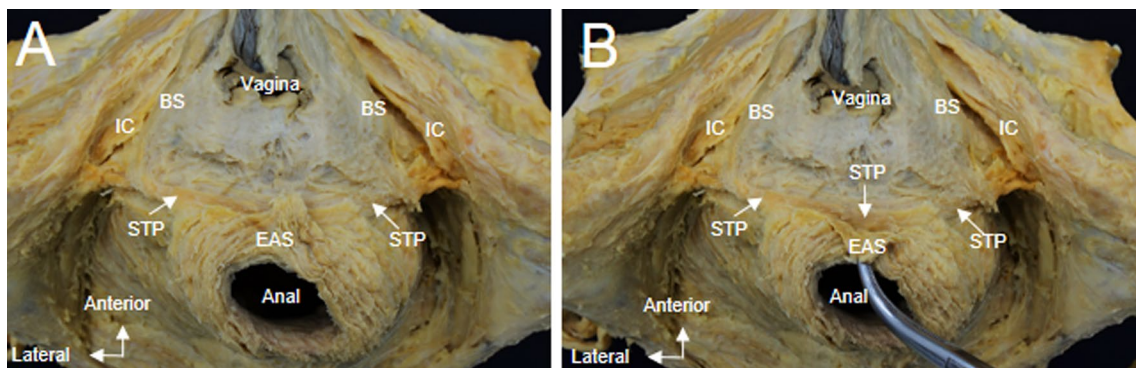 A
Vagina
BS
BS
IC
IC
STP
STP
EAS
Anal
Anterior
Lateral
B
Vagina
BS
BS
IC
IC
STP
STP
STP
EAS
Anal
Anterior
Lateral